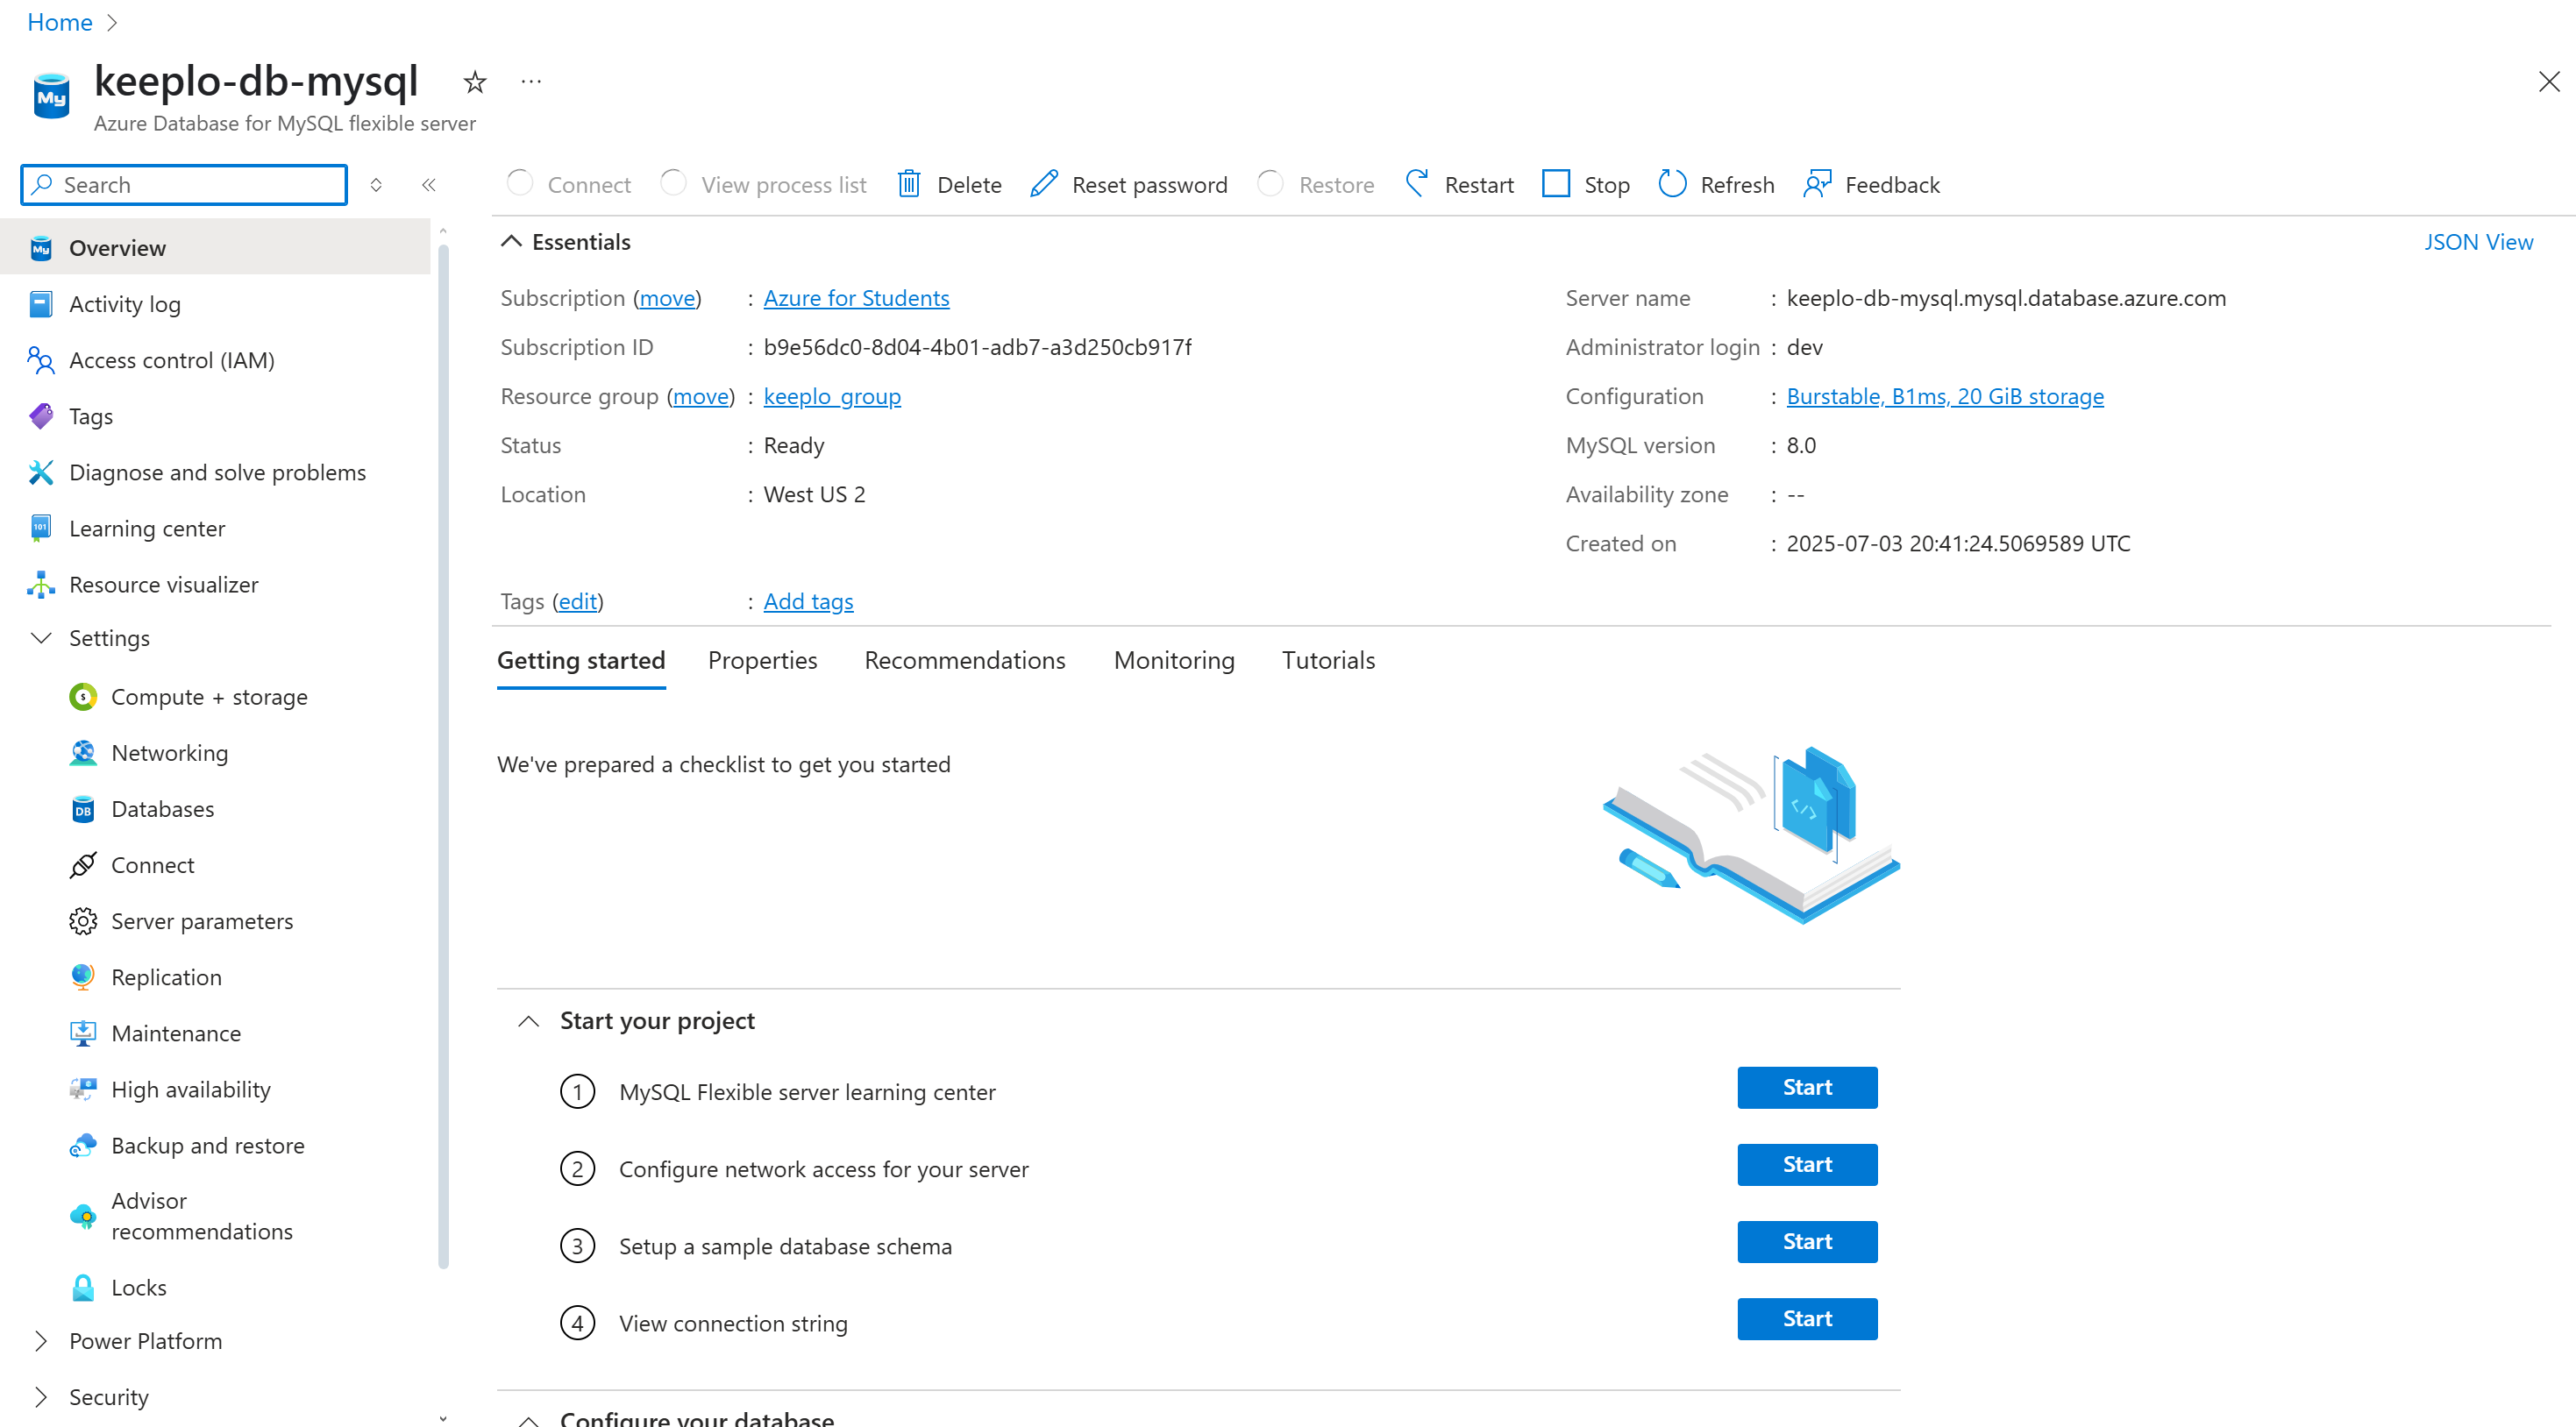 Home
keeplo-db-mysql
Azure Database for MySQL flexible server
Search
Connect
View process list
Delete
Reset password
Restore
Restart
Stop
Refresh
Feedback
Overview
Activity log
Access control (IAM)
Tags
Diagnose and solve problems
Learning center
Resource visualizer
Settings
Compute + storage
Networking
Databases
Connect
Server parameters
Replication
Maintenance
High availability
Backup and restore
Advisor
recommendations
Locks
Power Platform
Security
Essentials
JSON View
Subscription (move) : Azure for Students
Subscription ID : b9e56dc0-8d04-4b01-adb7-a3d250cb917f
Resource group (move) : keeplo_group
Status : Ready
Location : West US 2
Server name : keeplo-db-mysql.mysql.database.azure.com
Administrator login : dev
Configuration : Burstable, B1ms, 20 GiB storage
MySQL version : 8.0
Availability zone : --
Created on : 2025-07-03 20:41:24.5069589 UTC
Tags (edit) : Add tags
Getting started
Properties
Recommendations
Monitoring
Tutorials
We've prepared a checklist to get you started
Start your project
1 MySQL Flexible server learning center Start
2 Configure network access for your server Start
3 Setup a sample database schema Start
4 View connection string Start
Configure your database